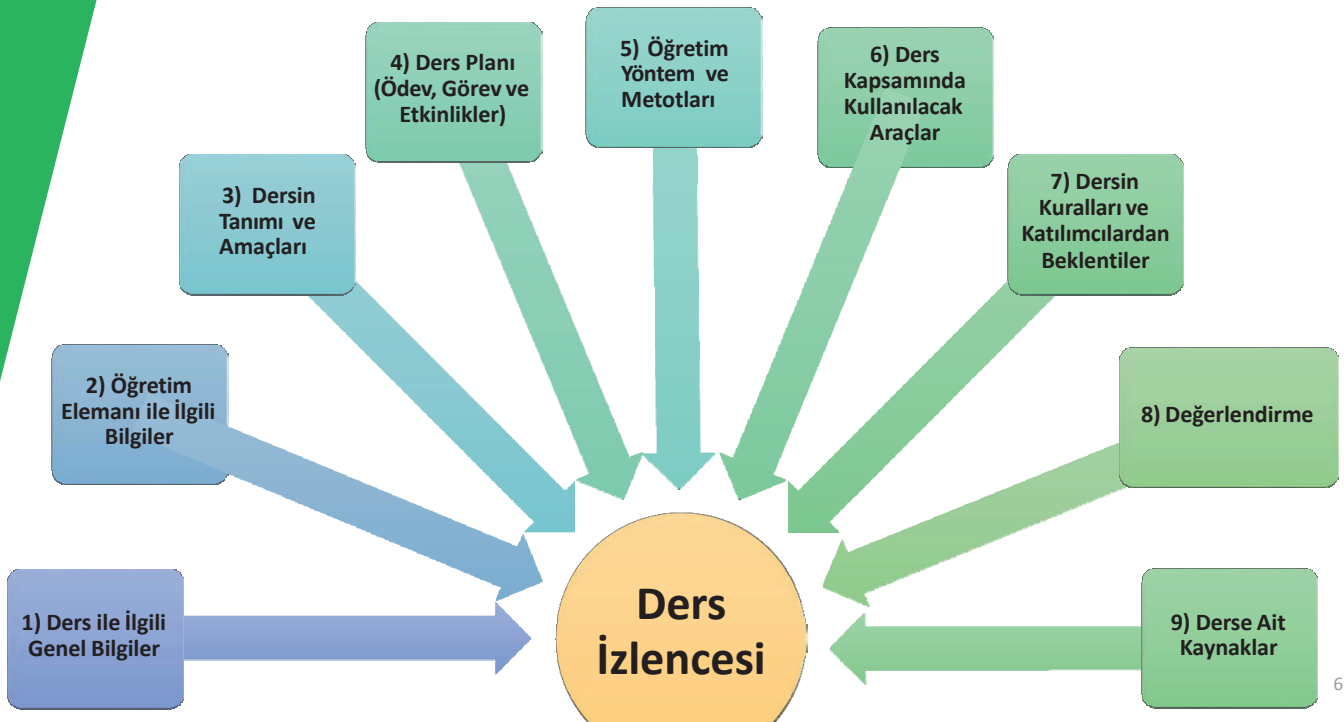 1) Ders ile İlgili
Genel Bilgiler
2) Öğretim
Elemanı ile İlgili
Bilgiler
3) Dersin
Tanımı ve
Amaçları
4) Ders Planı
(Ödev, Görev ve
Etkinlikler)
5) Öğretim
Yöntem ve
Metotları
6) Ders
Kapsamında
Kullanılacak
Araçlar
7) Dersin
Kuralları ve
Katılımcılardan
Beklentiler
8) Değerlendirme
9) Derse Ait
Kaynaklar
Ders
İzlencesi
6